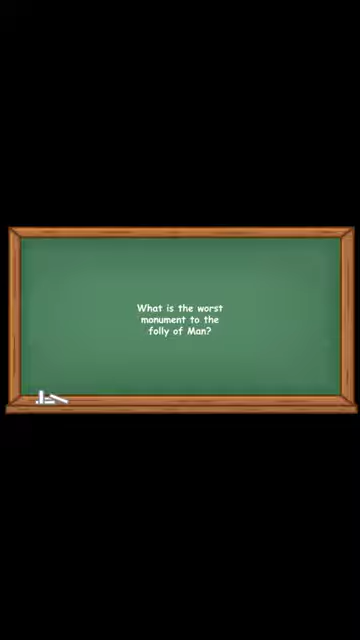 What is the worst
monument to the
folly of Man?